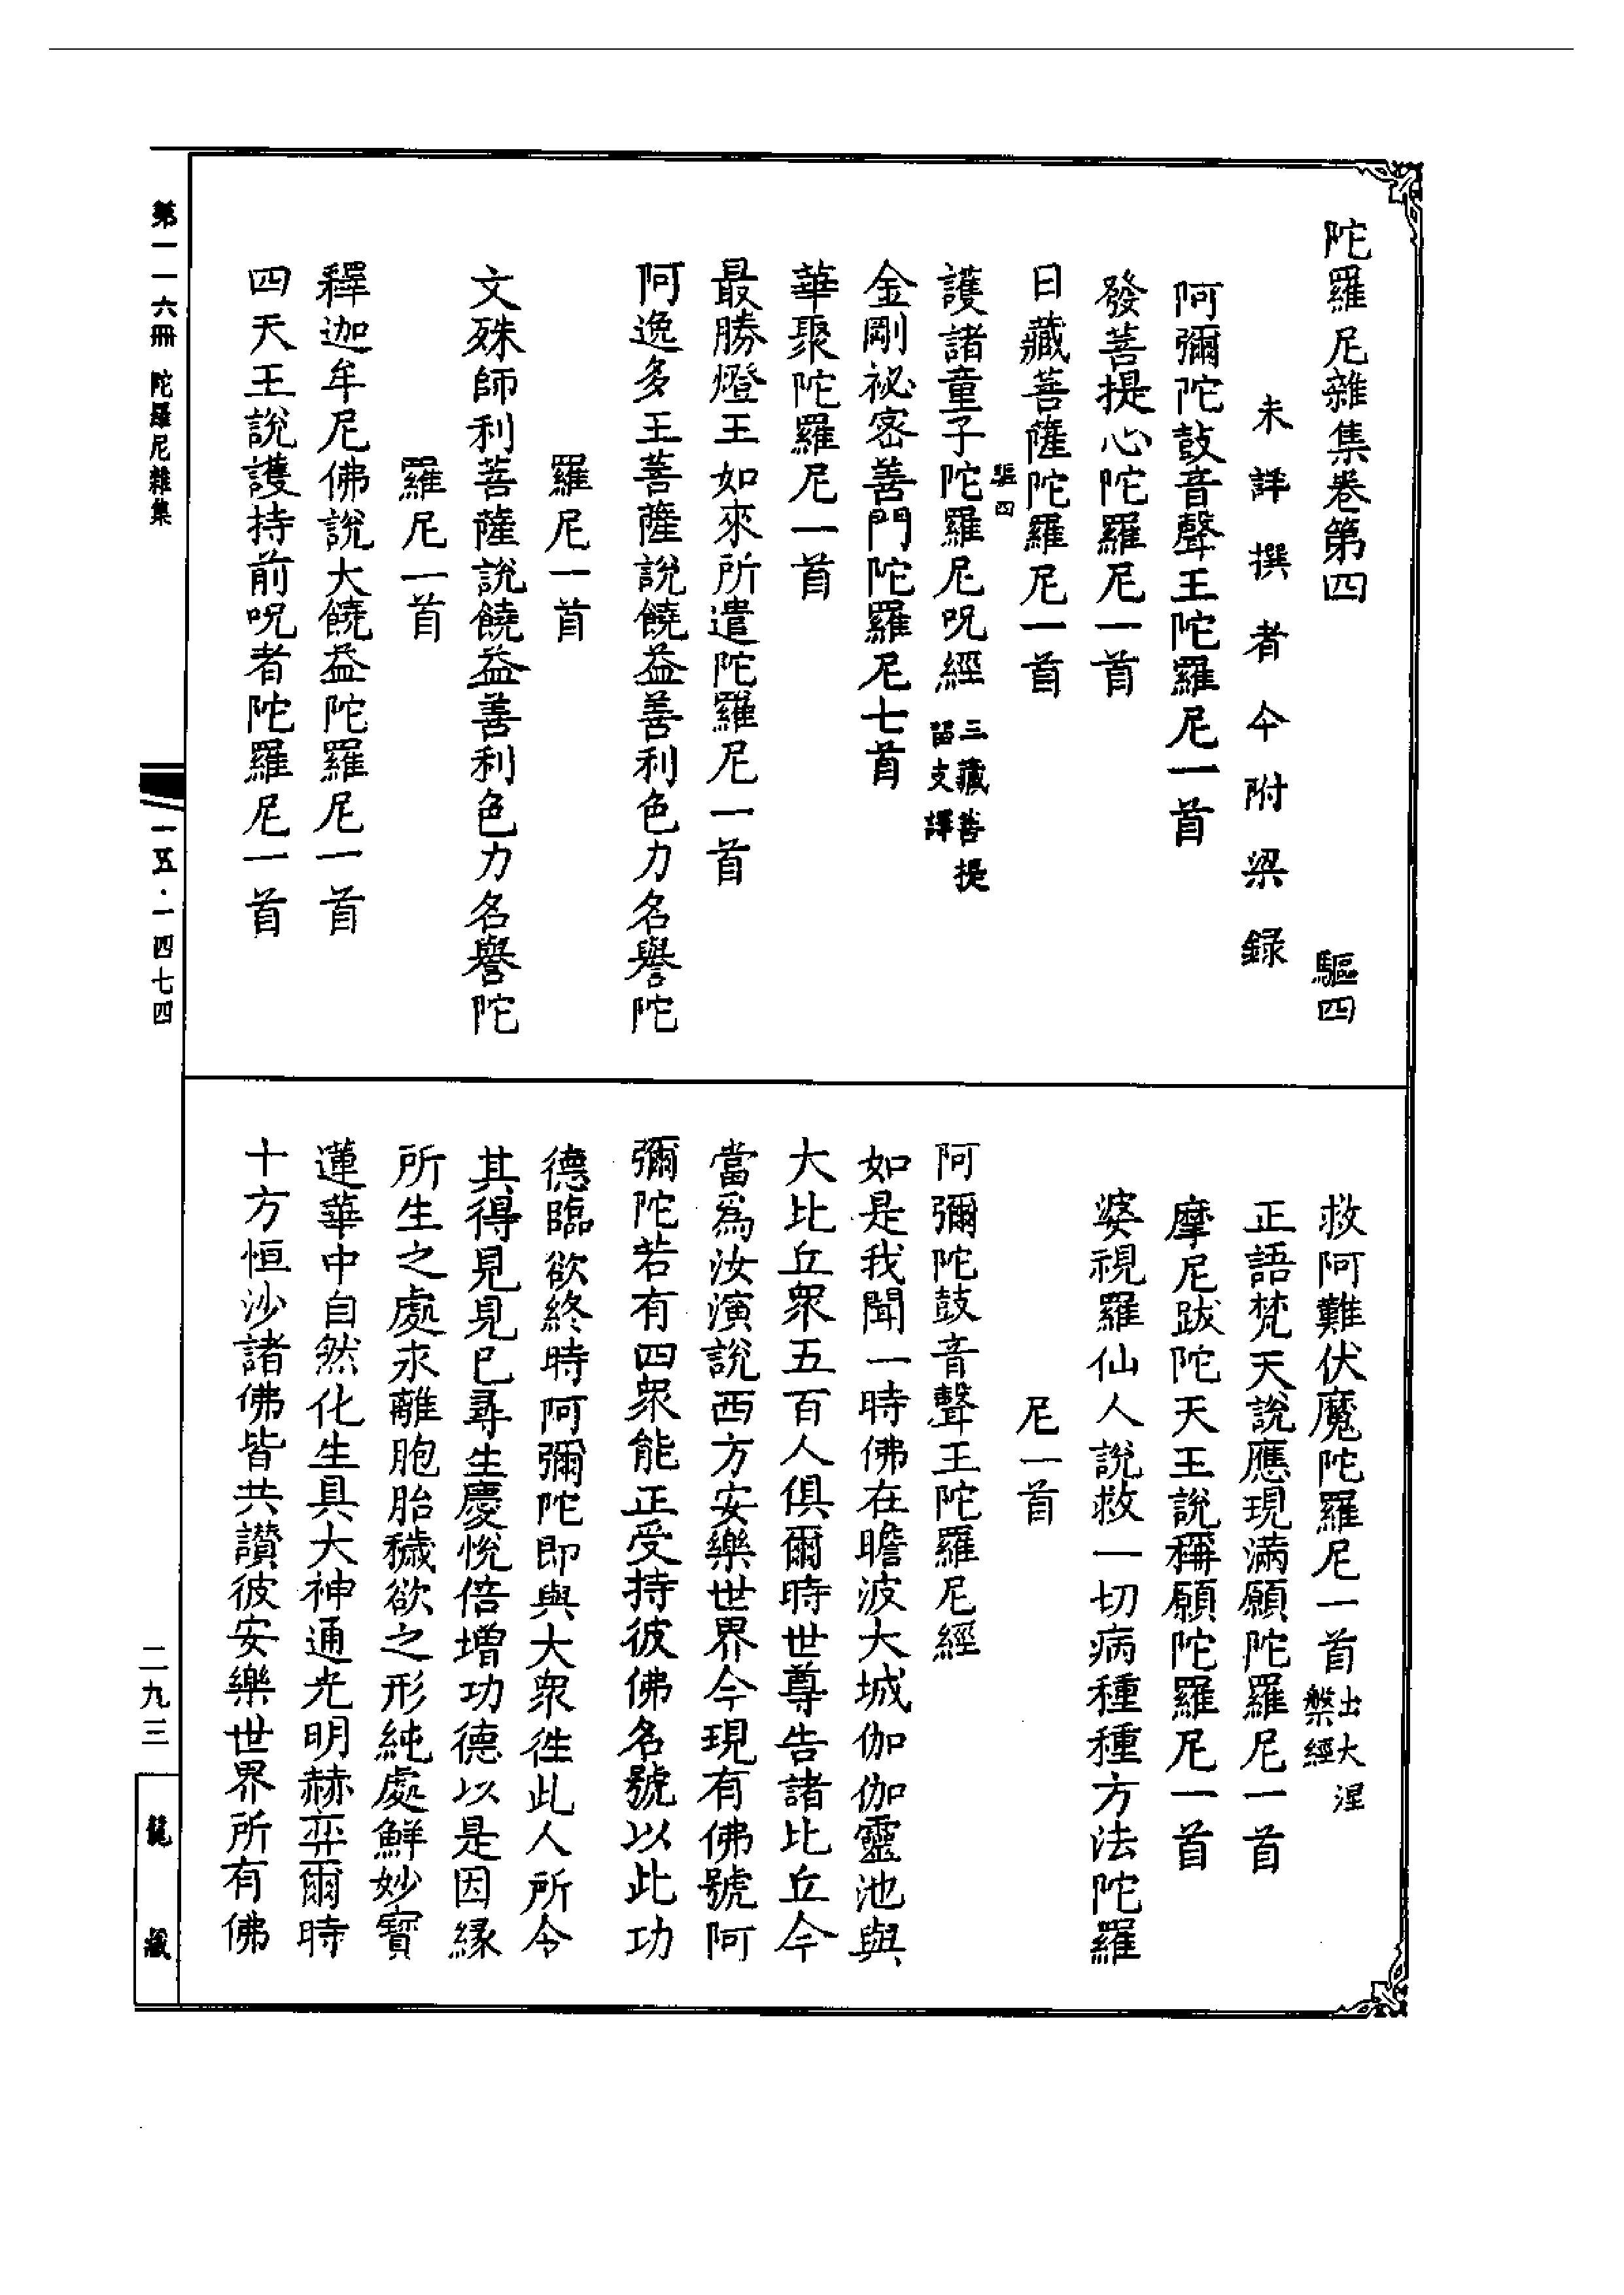 陀羅尼雜集卷第四　驅四
未詳撰者今附梁錄
阿彌陀鼓音聲王陀羅尼一首
發菩提心陀羅尼一首
日藏菩薩陀羅尼一首
驅四
護諸童子陀羅尼呪經 三藏菩提
留支譯
金剛祕密善門陀羅尼七首
華聚陀羅尼一首
最勝燈王如來所遣陀羅尼一首
阿逸多王菩薩說饒益善利色力名譽陀
羅尼一首
文殊師利菩薩說饒益善利色力名譽陀
羅尼一首
釋迦牟尼佛說大饒益陀羅尼一首
四天王說護持前呪者陀羅尼一首
救阿難伏魔陀羅尼一首 出大涅
槃經
正語梵天說應現滿願陀羅尼一首
摩尼跋陀天王說稱願陀羅尼一首
婆視羅仙人說救一切病種種方法陀羅
尼一首
阿彌陀鼓音聲王陀羅尼經
如是我聞一時佛在瞻波大城伽伽靈池與
大比丘眾五百人俱爾時世尊告諸比丘今
當爲汝演說西方安樂世界今現有佛號阿
彌陀若有四眾能正受持彼佛名號以此功
德臨欲終時阿彌陀即與大眾徃此人所令
其得見見已尋生慶悅倍增功德以是因緣
所生之處永離胞胎穢欲之形純處鮮妙寶
蓮華中自然化生具大神通光明赫弈爾時
十方恒沙諸佛皆共讚彼安樂世界所有佛
第一一六冊 陀羅尼雜集
一五·一四七四
二九三
龍藏